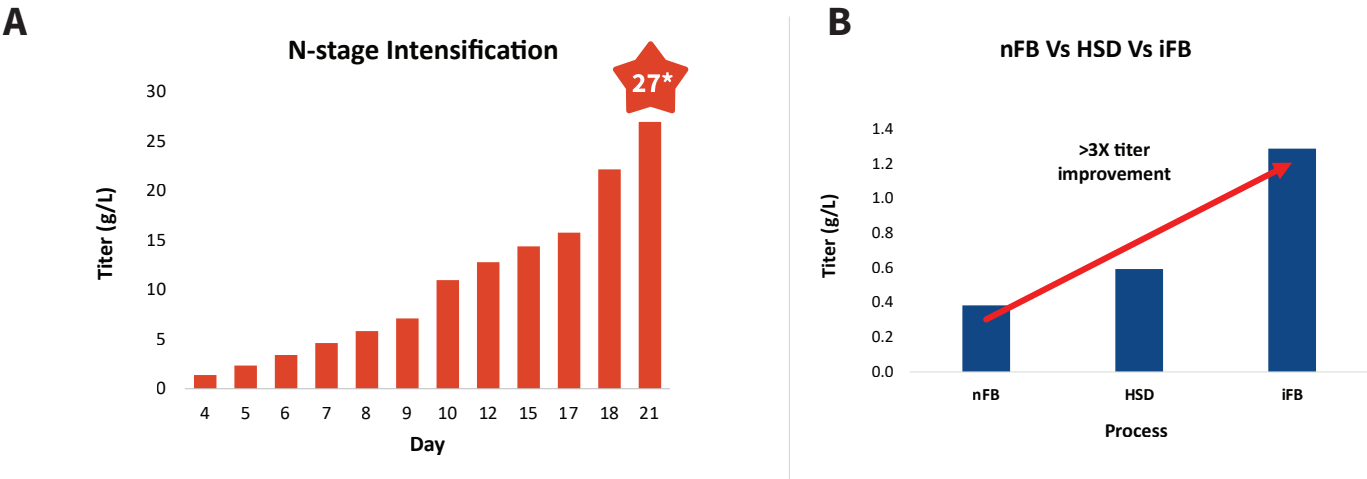 A
N-stage Intensification
27*
30
25
20
15
10
5
0
Titer (g/L)
4 5 6 7 8 9 10 12 15 17 18 21
Day
B
nFB Vs HSD Vs iFB
>3X titer
improvement
1.4
1.2
1.0
0.8
0.6
0.4
0.2
0.0
Titer (g/L)
nFB HSD iFB
Process